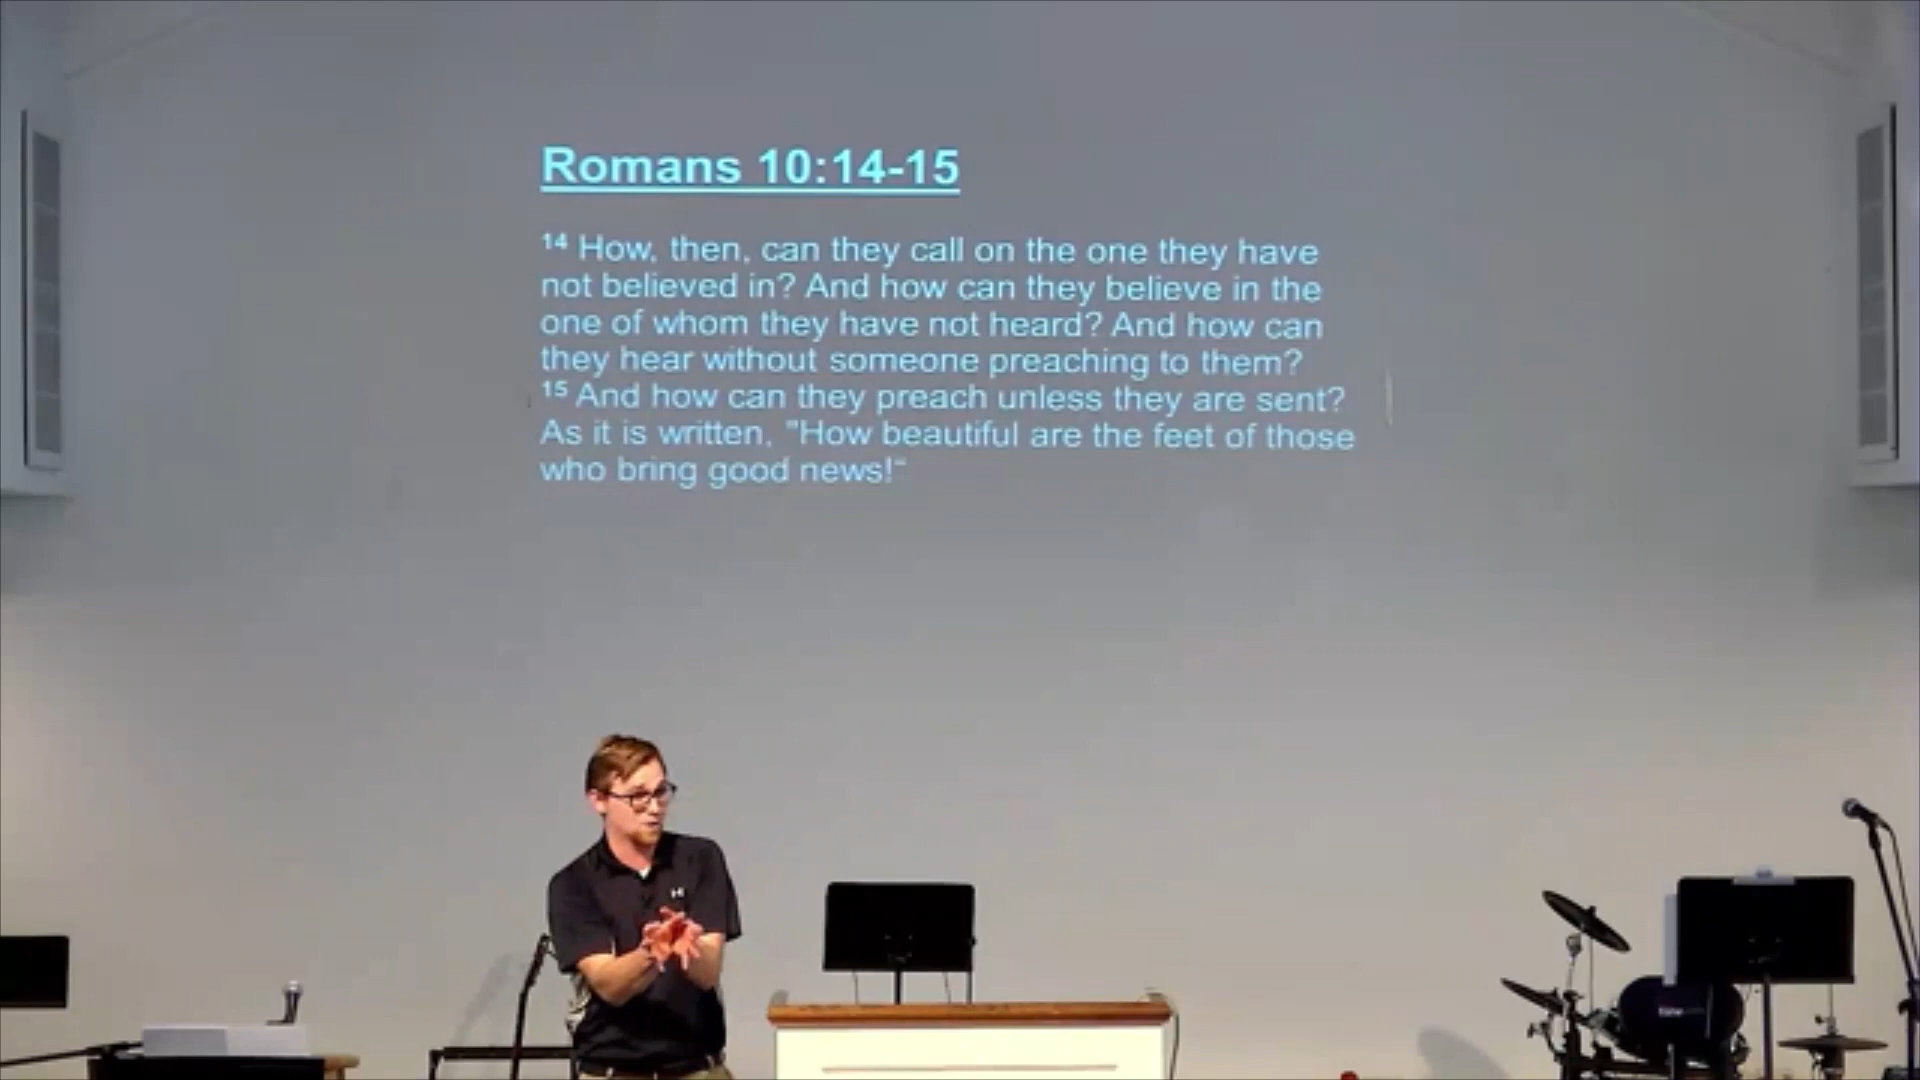 Romans 10:14-15
14 How, then, can they call on the one they have
not believed in? And how can they believe in the
one of whom they have not heard? And how can
they hear without someone preaching to them?
15 And how can they preach unless they are sent?
As it is written, "How beautiful are the feet of those
who bring good news!"